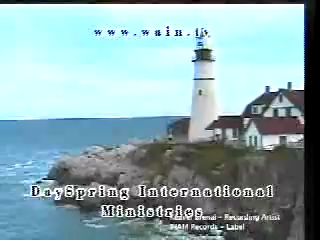 www.wain.tv
DaySpring International
Ministries
- Recording Artist
Records - Label